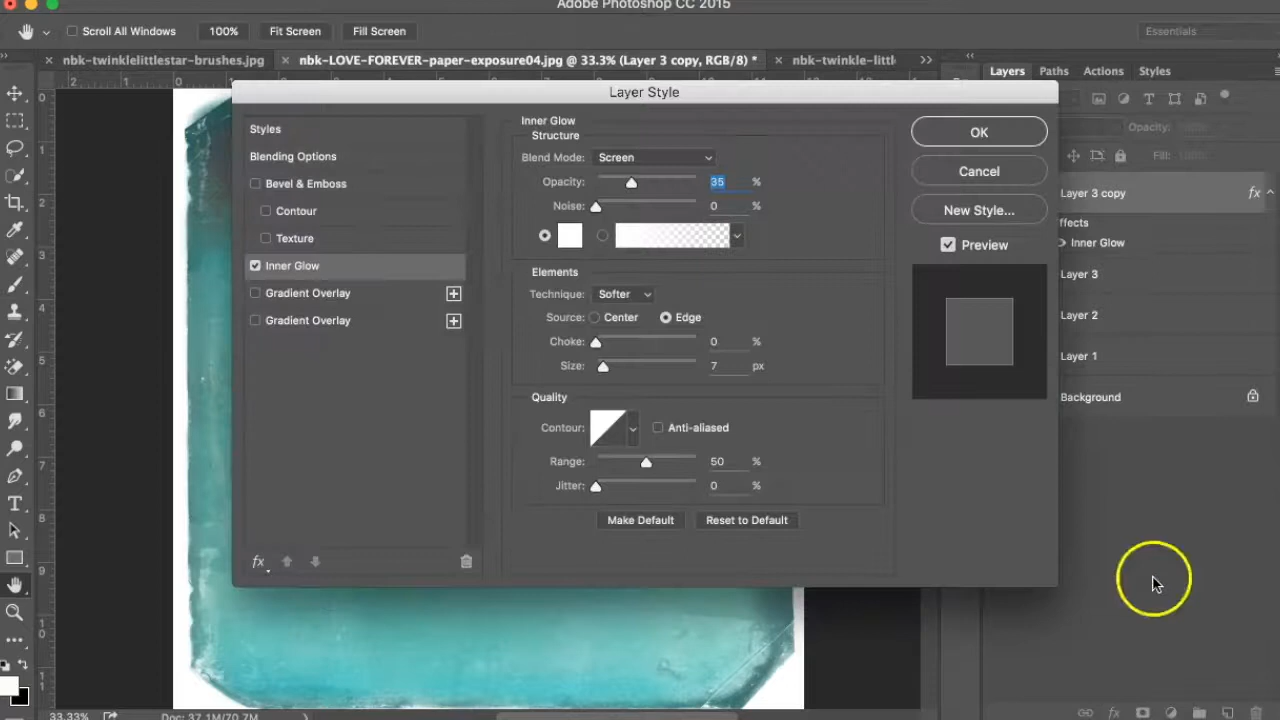 Adobe Photoshop CC 2015
Scroll All Windows 100% Fit Screen Fill Screen Essentials
nbk-twinklelittlestar-brushes.jpg nbk-LOVE-FOREVER-paper-exposure04.jpg @ 33.3% (Layer 3 copy, RGB/8) * nbk-twinkle-littl
Layer Style
Styles
Blending Options
Bevel & Emboss
Contour
Texture
Inner Glow
Gradient Overlay
Gradient Overlay
fx
Inner Glow
Structure
Blend Mode: Screen
Opacity: 35 %
Noise: 0 %
Elements
Technique: Softer
Source: Center Edge
Choke: 0 %
Size: 7 px
Quality
Contour: Anti-aliased
Range: 50 %
Jitter: 0 %
Make Default Reset to Default
OK
Cancel
New Style...
Preview
Layers Paths Actions Styles
Opacity:
Fill:
Layer 3 copy fx
ffects
Inner Glow
Layer 3
Layer 2
Layer 1
Background
33.33% Doc: 37.1M/70.7M